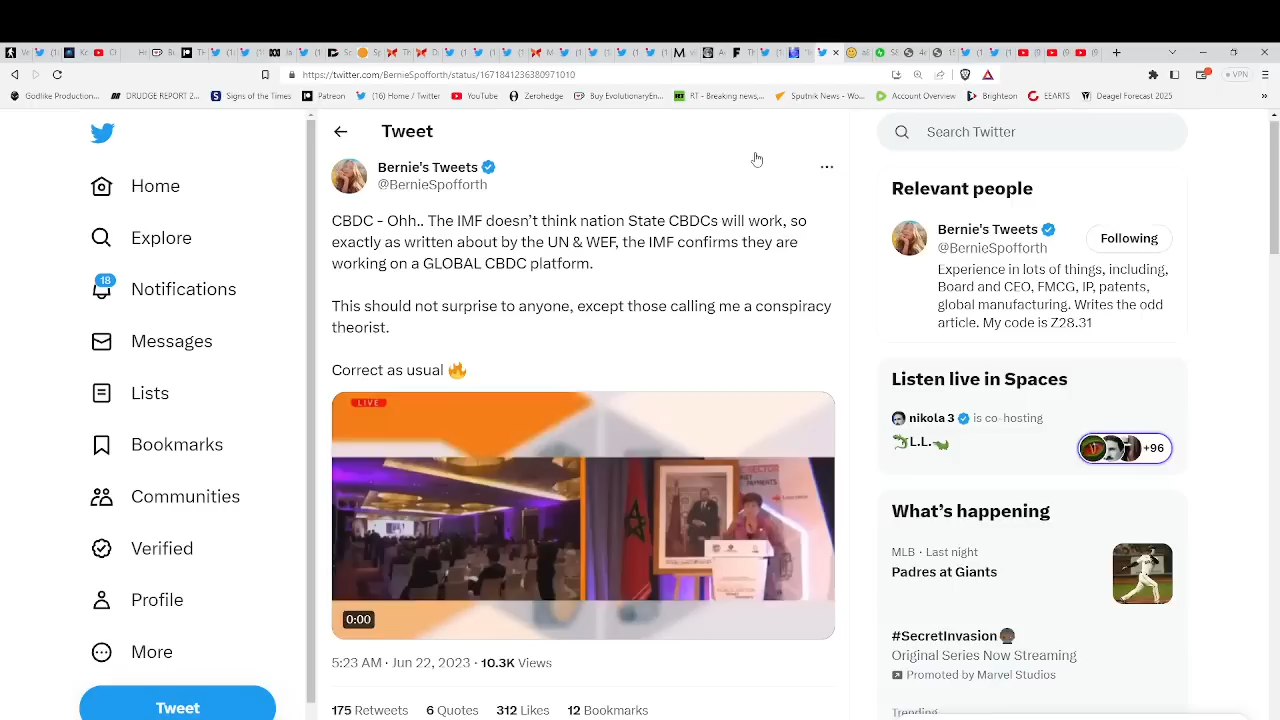 https://twitter.com/BernieSpofforth/status/1671841236380971010
VPN
Godlike Production...
DRUDGE REPORT 2...
Signs of the Times
Patreon
(16) Home / Twitter
YouTube
Zerohedge
Buy EvolutionaryEn...
RT - Breaking news,...
Sputnik News - Wo...
Account Overview
Brighteon
EEARTS
Deagel Forecast 2025
Home
Explore
18
Notifications
Messages
Lists
Bookmarks
Communities
Verified
Profile
More
Tweet
Tweet
Bernie's Tweets
@BernieSpofforth
CBDC - Ohh.. The IMF doesn't think nation State CBDCs will work, so
exactly as written about by the UN & WEF, the IMF confirms they are
working on a GLOBAL CBDC platform.
This should not surprise to anyone, except those calling me a conspiracy
theorist.
Correct as usual 🔥
LIVE
0:00
5:23 AM · Jun 22, 2023 · 10.3K Views
175 Retweets 6 Quotes 312 Likes 12 Bookmarks
Search Twitter
Relevant people
Bernie's Tweets
@BernieSpofforth
Following
Experience in lots of things, including,
Board and CEO, FMCG, IP, patents,
global manufacturing. Writes the odd
article. My code is Z28.31
Listen live in Spaces
nikola 3 is co-hosting
🦖L.L.🐊
+96
What's happening
MLB · Last night
Padres at Giants
#SecretInvasion
Original Series Now Streaming
Promoted by Marvel Studios
Trending